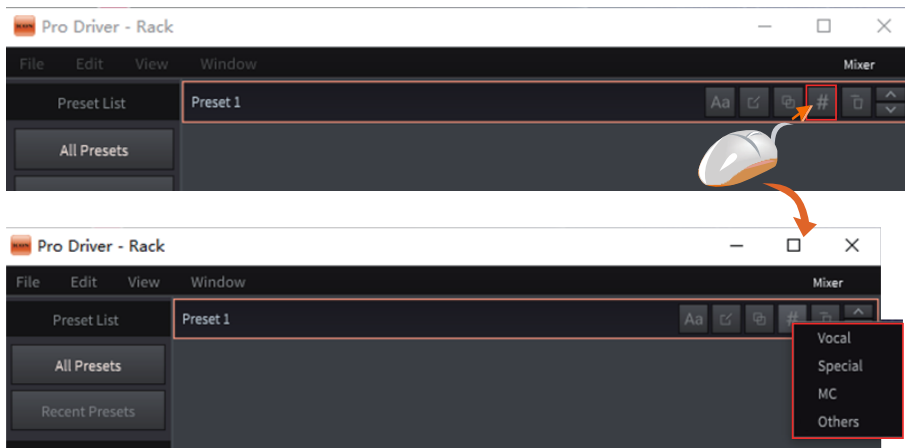 Pro Driver - Rack
File Edit View Window Mixer
Preset List Preset 1 Aa #
All Presets
Pro Driver - Rack
File Edit View Window Mixer
Preset List Preset 1 Aa #
Vocal
All Presets Special
MC
Recent Presets
Others